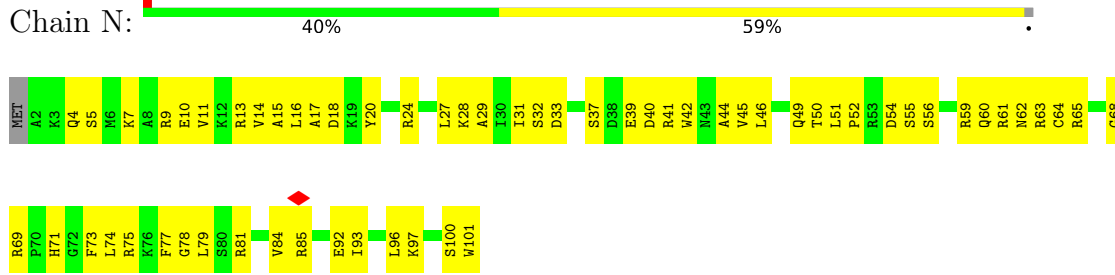 Chain N:
40% 59% .
MET A2 K3 Q4 S5 M6 K7 A8 R9 E10 V11 K12 R13 V14 A15 L16 A17 D18 K19 Y20 R24 L27 K28 A29 I30 I31 S32 D33 S37 D38 E39 D40 R41 W42 N43 A44 V45 L46 Q49 T50 L51 P52 R53 D54 S55 S56 R59 Q60 R61 N62 R63 C64 R65 G68
R69 P70 H71 G72 F73 L74 R75 K76 F77 G78 L79 S80 R81 V84 R85 E92 I93 L96 K97 S100 W101